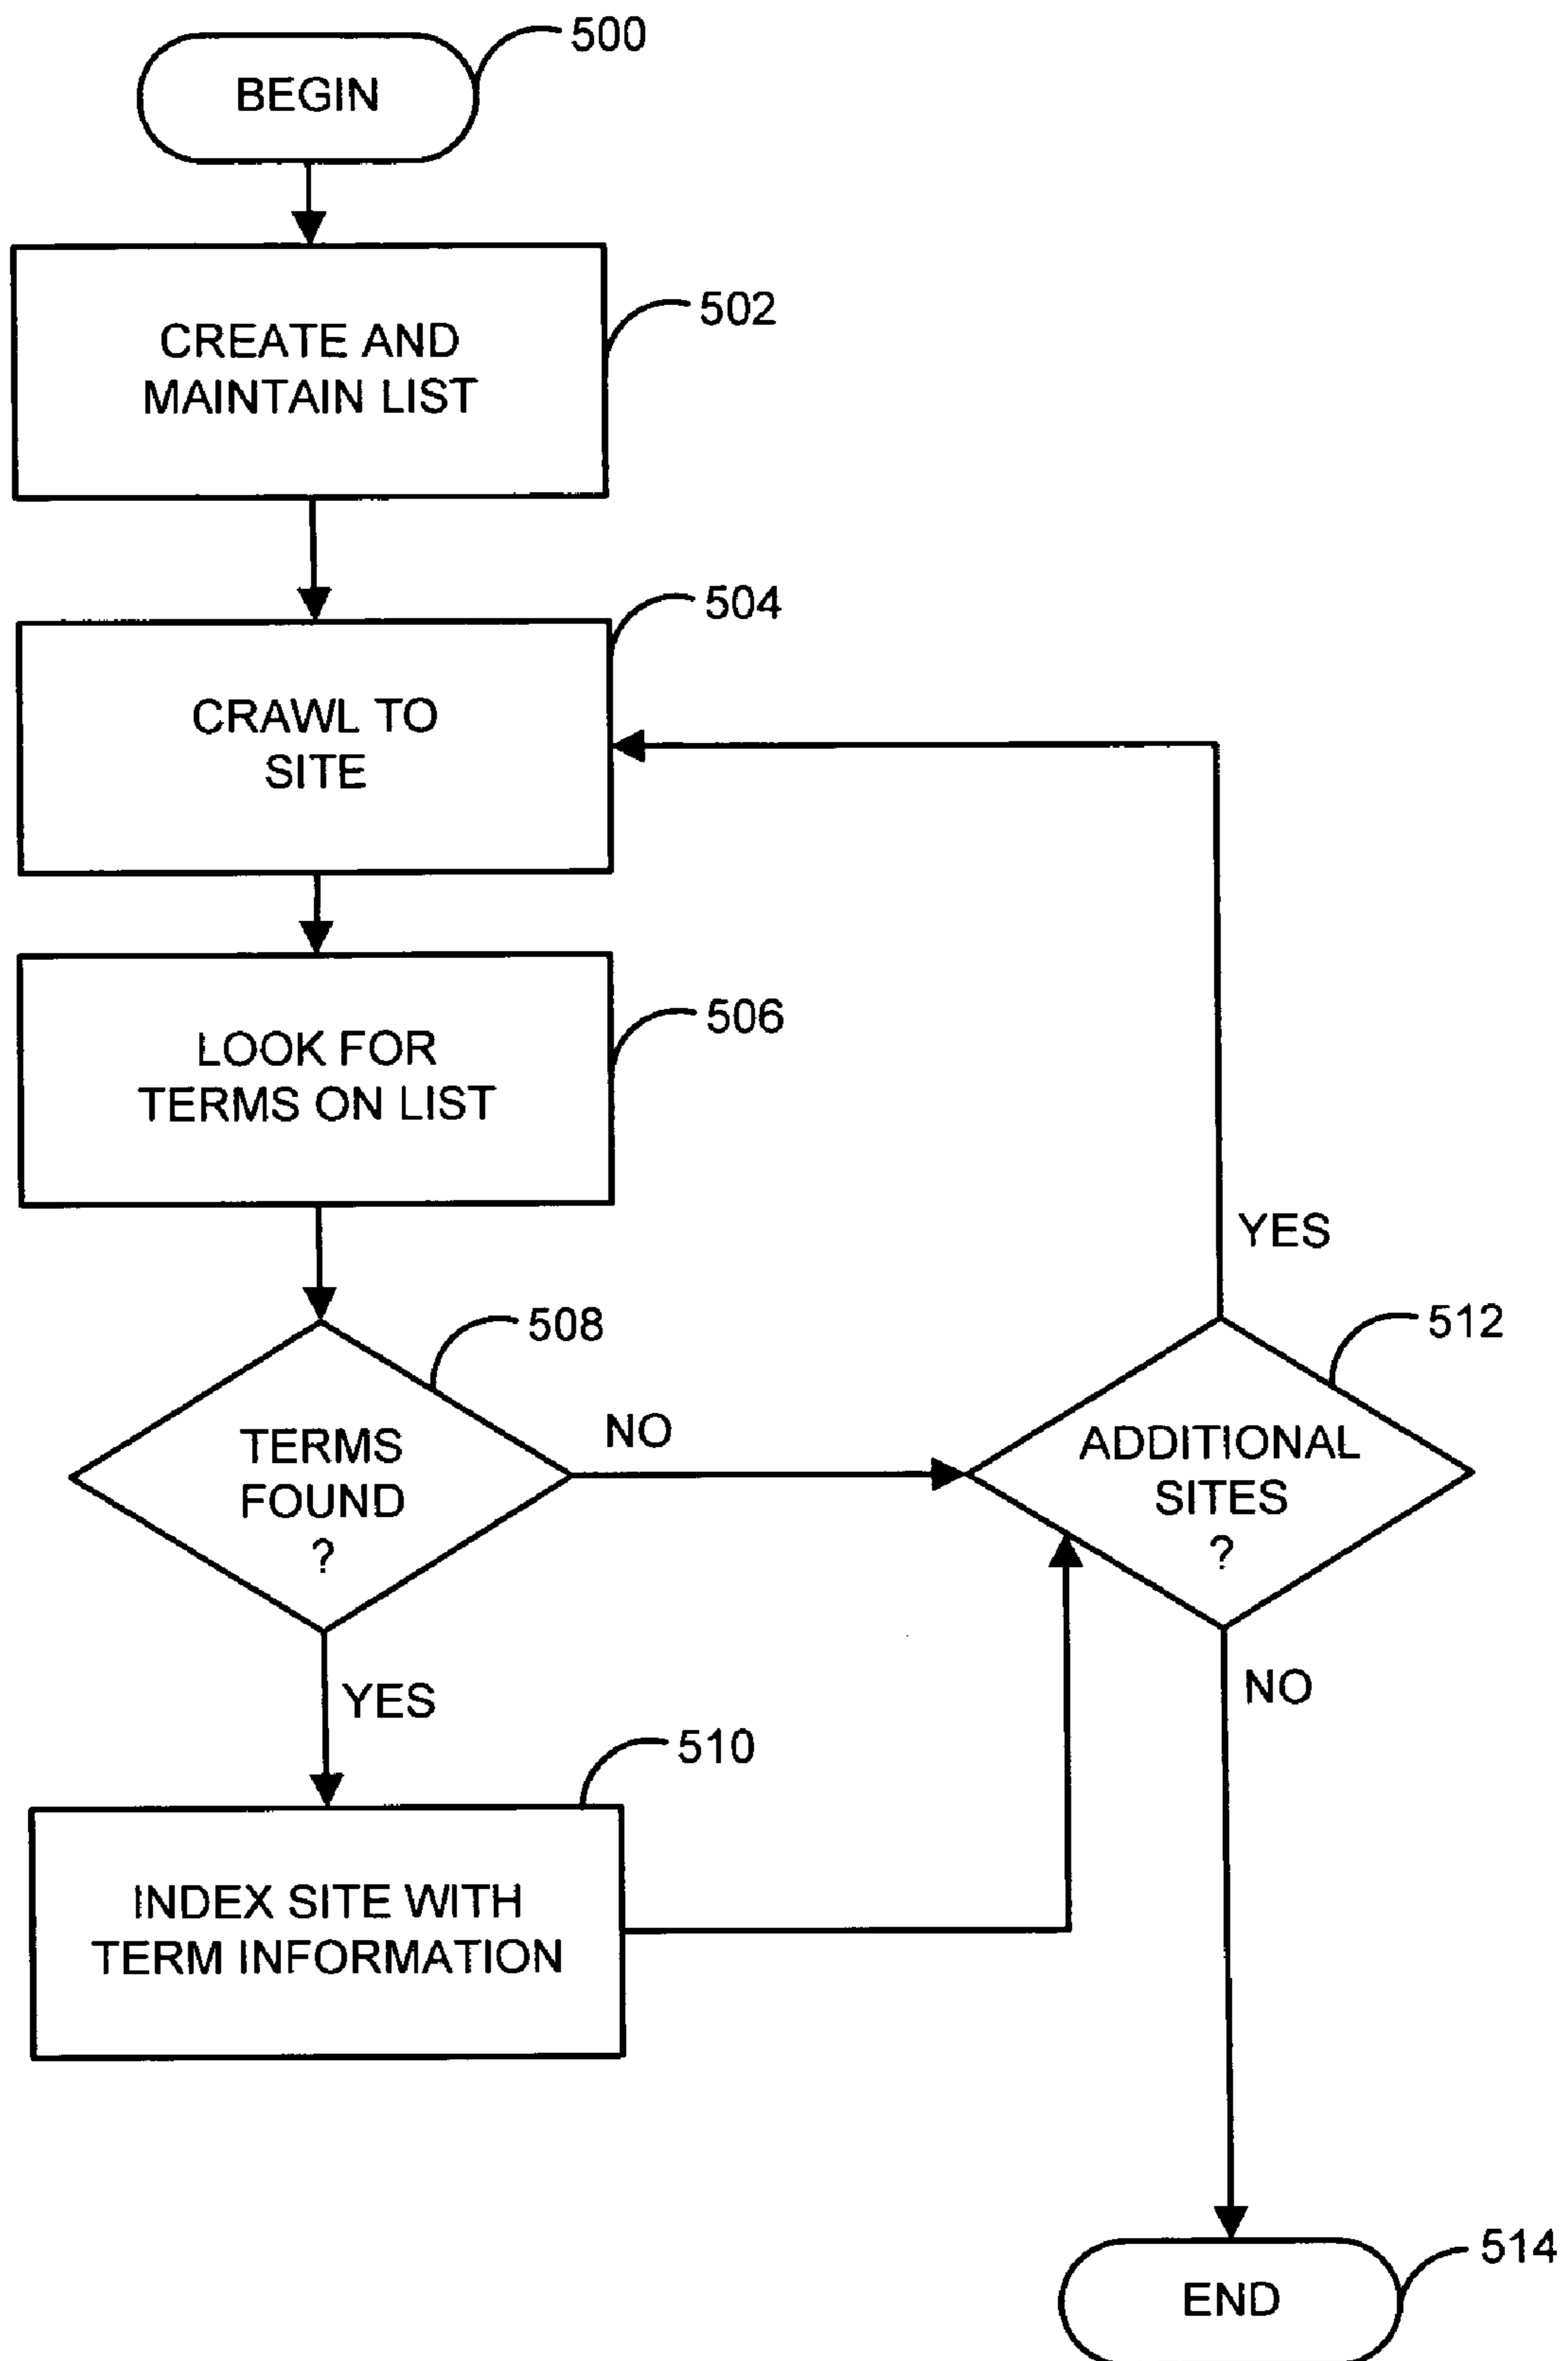 500
BEGIN
502
CREATE AND
MAINTAIN LIST
504
CRAWL TO
SITE
506
LOOK FOR
TERMS ON LIST
YES
508
512
TERMS
FOUND
?
NO
ADDITIONAL
SITES
?
YES
NO
510
INDEX SITE WITH
TERM INFORMATION
514
END